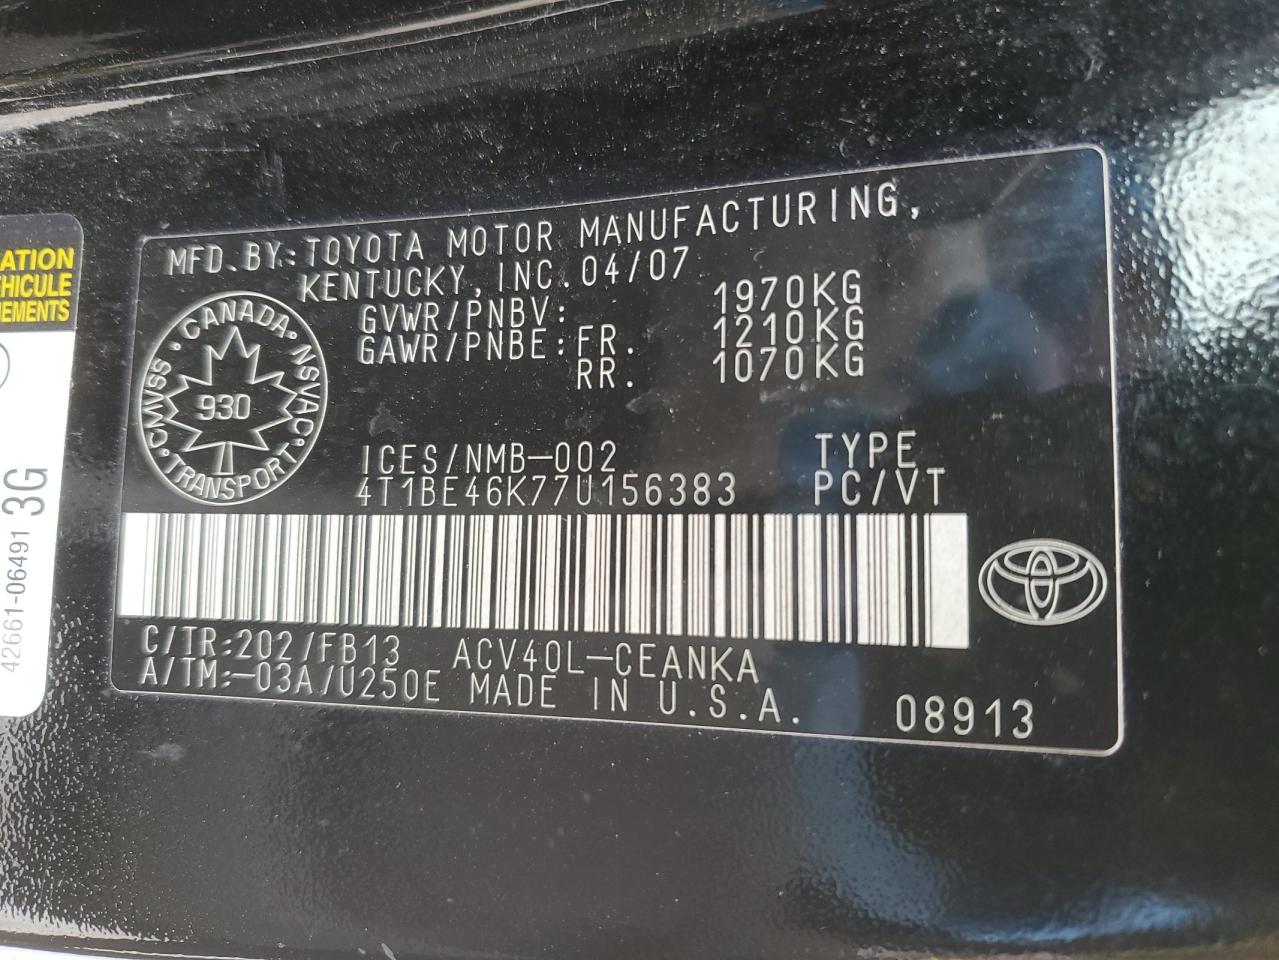 ATION
ÉHICULE
NEMENTS
42661-06491 3G
MFD. BY: TOYOTA MOTOR MANUFACTURING,
KENTUCKY, INC. 04/07
GVWR/PNBV: 1970KG
GAWR/PNBE: FR. 1210KG
RR. 1070KG
CMVSS · CANADA · NSVAC · TRANSPORT ·
930
ICES/NMB-002 TYPE
4T1BE46K77U156383 PC/VT
C/TR:202/FB13 ACV40L-CEANKA
A/TM:-03A/U250E MADE IN U.S.A. 08913